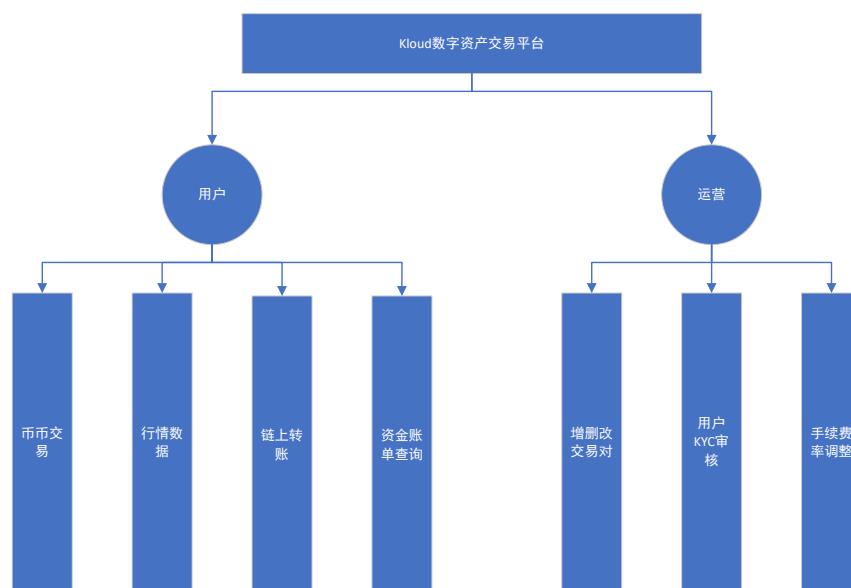 Kloud数字资产交易平台
用户
运营
币币交
易
行情数
据
链上转
账
资金账
单查询
增删改
交易对
用户
KYC审
核
手续费
率调整